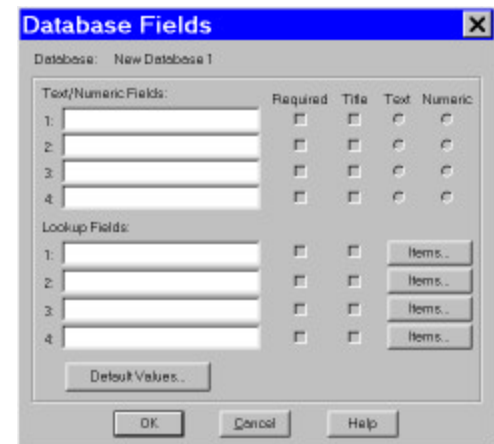 Database Fields
Database: New Database 1
Text/Numeric Fields: Required Title Text Numeric
1:
2:
3:
4:
Lookup Fields:
1: Items...
2: Items...
3: Items...
4: Items...
Default Values...
OK Cancel Help